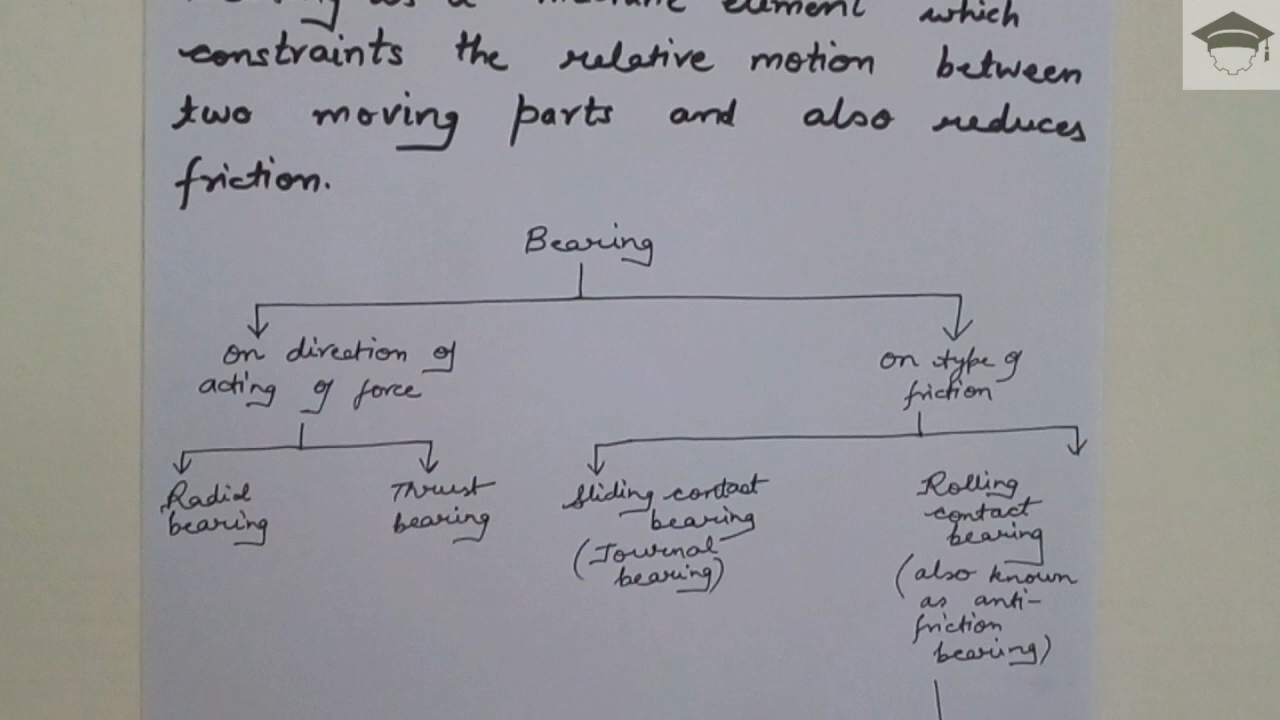 element which
constraints the relative motion between
two moving parts and also reduces
friction.
Bearing
on direction of
acting of force
on type of
friction
Radial
bearing
Thrust
bearing
Sliding contact
bearing
(Journal
bearing)
Rolling
contact
bearing
(also known
as anti-
friction
bearing)